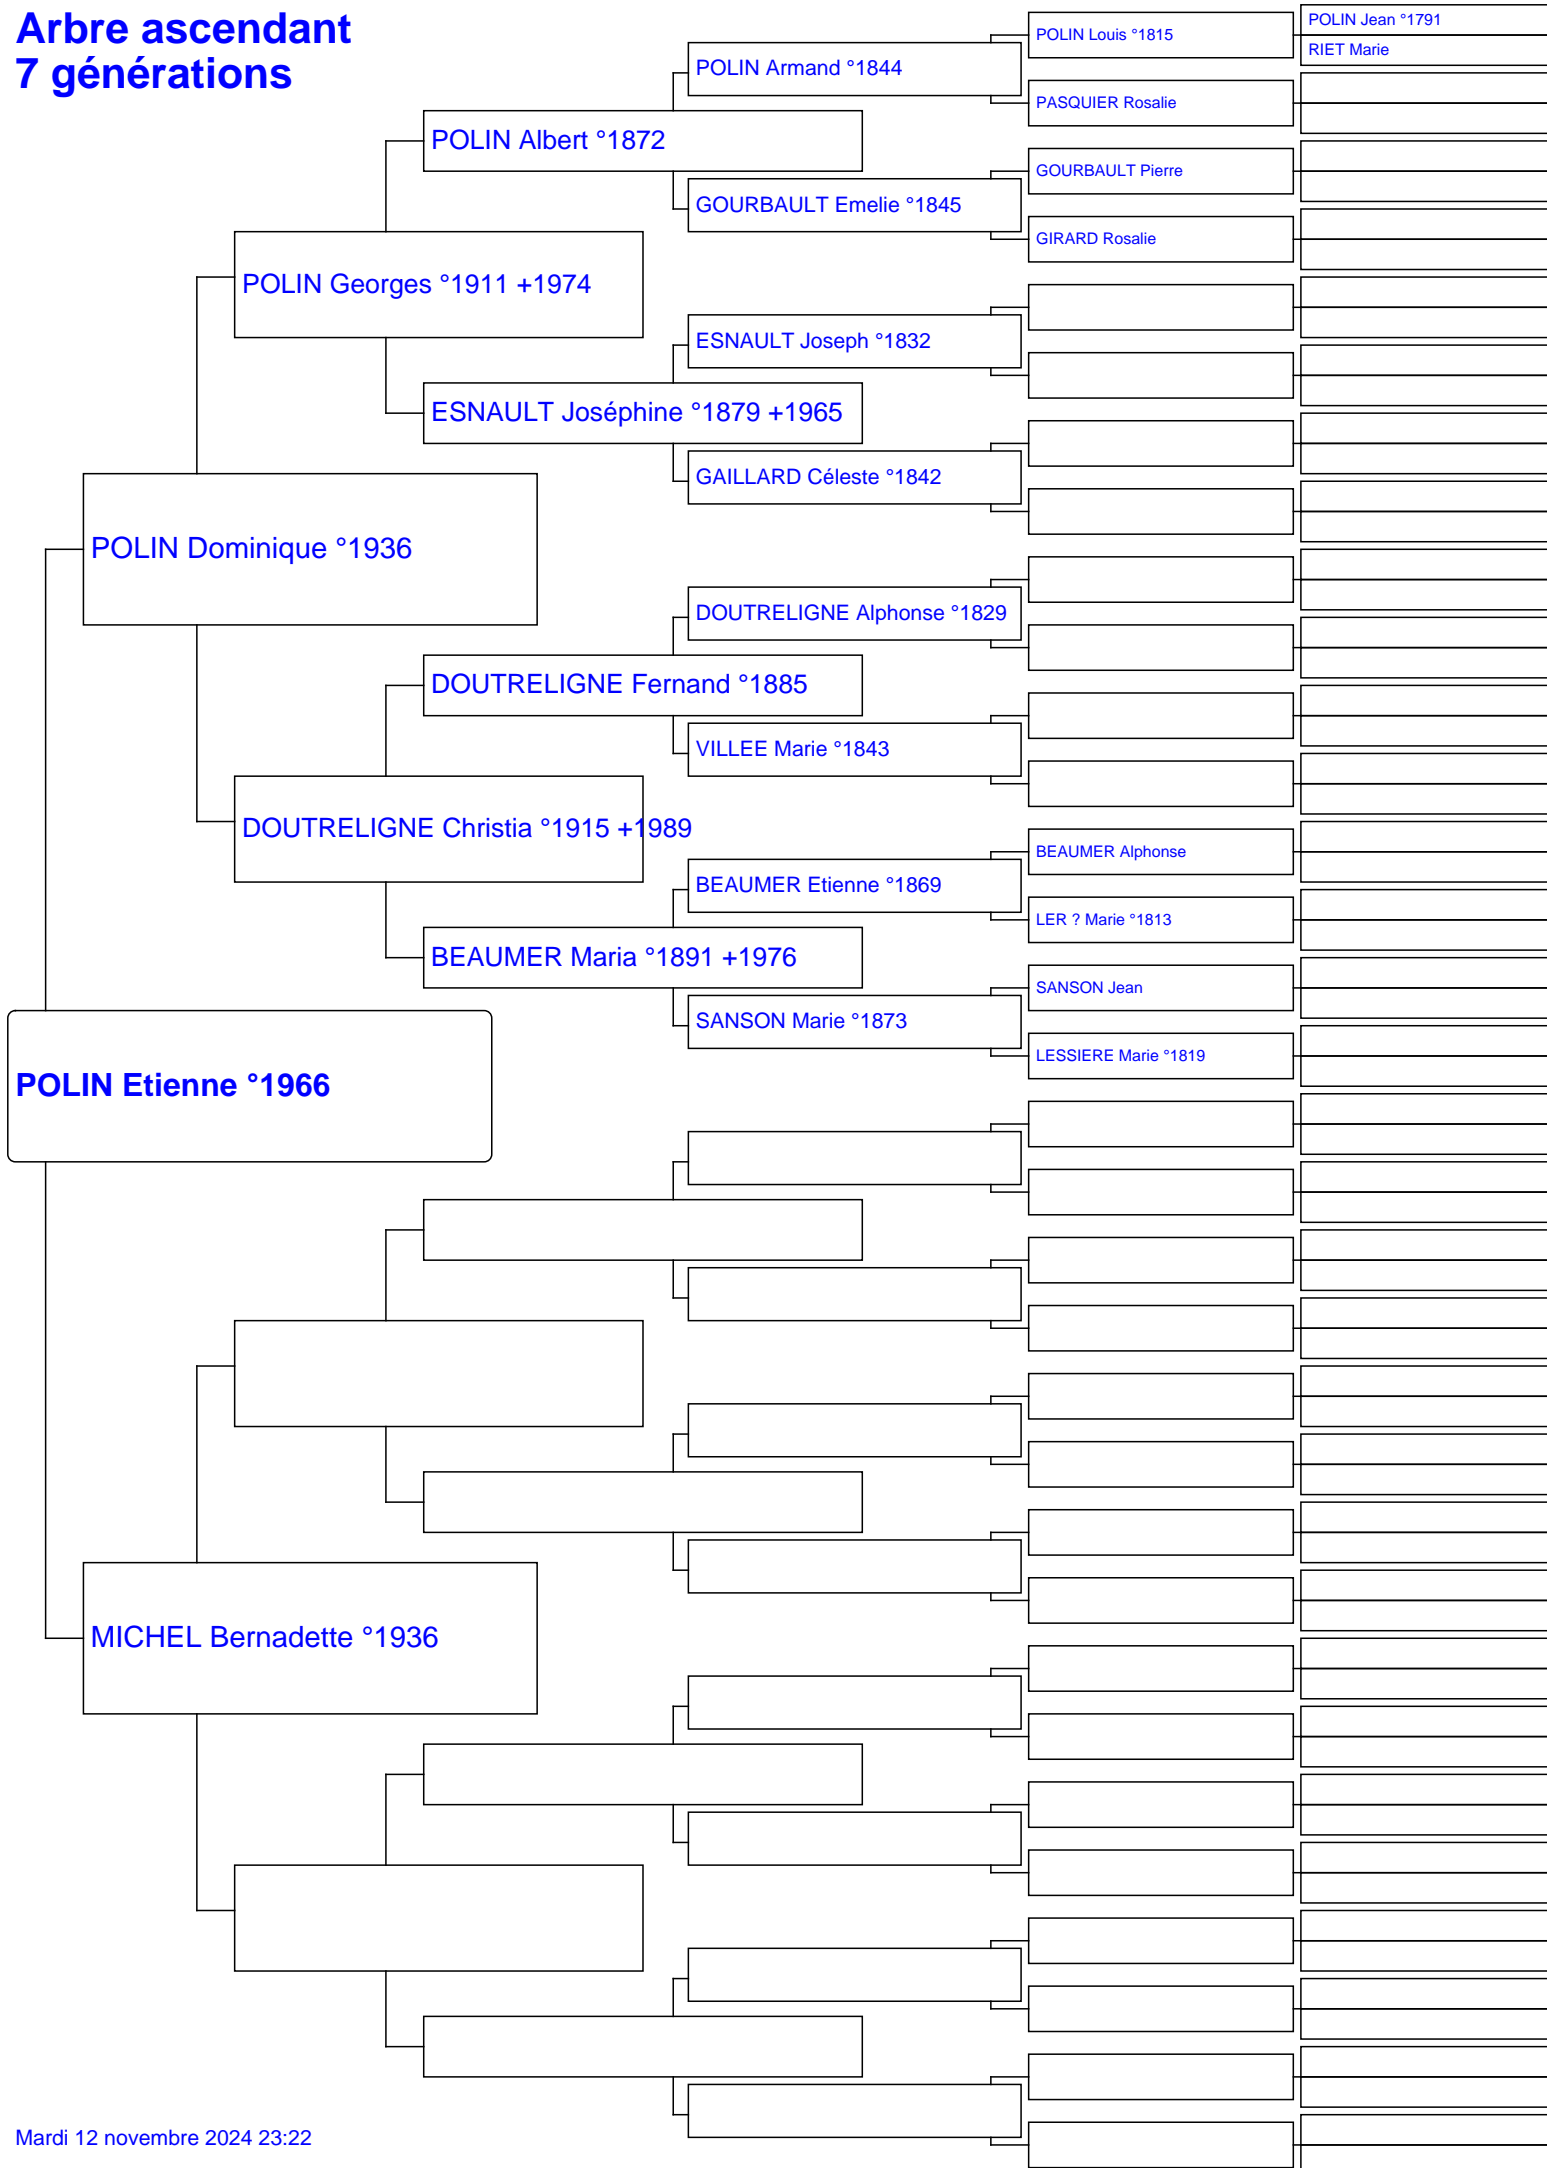 Arbre ascendant
7 générations
POLIN Jean °1791
POLIN Louis °1815
RIET Marie
POLIN Armand °1844
PASQUIER Rosalie
POLIN Albert °1872
GOURBAULT Pierre
GOURBAULT Emelie °1845
GIRARD Rosalie
POLIN Georges °1911 +1974
ESNAULT Joseph °1832
ESNAULT Joséphine °1879 +1965
GAILLARD Céleste °1842
POLIN Dominique °1936
DOUTRELIGNE Alphonse °1829
DOUTRELIGNE Fernand °1885
VILLEE Marie °1843
DOUTRELIGNE Christia °1915 +1989
BEAUMER Alphonse
BEAUMER Etienne °1869
LER ? Marie °1813
BEAUMER Maria °1891 +1976
SANSON Jean
SANSON Marie °1873
LESSIERE Marie °1819
POLIN Etienne °1966
MICHEL Bernadette °1936
Mardi 12 novembre 2024 23:22